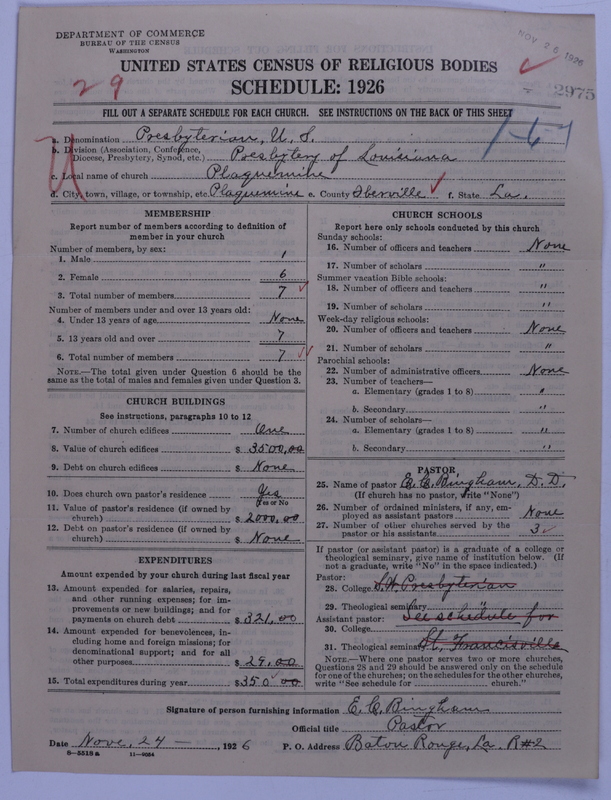 DEPARTMENT OF COMMERCE
BUREAU OF THE CENSUS
WASHINGTON
NOV 26 1926
UNITED STATES CENSUS OF RELIGIOUS BODIES
29
SCHEDULE: 1926
2975
FILL OUT A SEPARATE SCHEDULE FOR EACH CHURCH. SEE INSTRUCTIONS ON THE BACK OF THIS SHEET
a. Denomination Presbyterian, U. S.
b. Division (Association, Conference, Diocese, Presbytery, Synod, etc.) Presbytery of Louisiana
c. Local name of church Plaquemine
d. City, town, village, or township, etc. Plaquemine e. County Iberville f. State La.
MEMBERSHIP
Report number of members according to definition of
member in your church
Number of members, by sex:
1. Male 1
2. Female 6
3. Total number of members 7
Number of members under and over 13 years old:
4. Under 13 years of age None
5. 13 years old and over 7
6. Total number of members 7
NOTE.—The total given under Question 6 should be the
same as the total of males and females given under Question 3.
CHURCH BUILDINGS
See instructions, paragraphs 10 to 12
7. Number of church edifices One
8. Value of church edifices $ 3500,00
9. Debt on church edifices $ None
10. Does church own pastor's residence Yes
(Yes or No)
11. Value of pastor's residence (if owned by
church) $ 2000,00
12. Debt on pastor's residence (if owned by
church) $ None
EXPENDITURES
Amount expended by your church during last fiscal year
13. Amount expended for salaries, repairs,
and other running expenses; for im-
provements or new buildings; and for
payments on church debt $ 321,00
14. Amount expended for benevolences, in-
cluding home and foreign missions; for
denominational support; and for all
other purposes $ 29,00
15. Total expenditures during year $ 350 00
CHURCH SCHOOLS
Report here only schools conducted by this church
Sunday schools:
16. Number of officers and teachers None
17. Number of scholars "
Summer vacation Bible schools:
18. Number of officers and teachers "
19. Number of scholars "
Week-day religious schools:
20. Number of officers and teachers None
21. Number of scholars "
Parochial schools:
22. Number of administrative officers None
23. Number of teachers—
a. Elementary (grades 1 to 8) "
b. Secondary "
24. Number of scholars—
a. Elementary (grades 1 to 8) "
b. Secondary "
PASTOR
25. Name of pastor E. C. Bingham, D. D.
(If church has no pastor, write "None")
26. Number of ordained ministers, if any, em-
ployed as assistant pastors None
27. Number of other churches served by the
pastor or his assistants 3
If pastor (or assistant pastor) is a graduate of a college or
theological seminary, give name of institution below. (If
not a graduate, write "No" in the space indicated.)
Pastor:
28. College S. W. Presbyterian
29. Theological seminary "
Assistant pastor: See schedule for
30. College
31. Theological seminary St. Francisville
NOTE.—Where one pastor serves two or more churches,
Questions 28 and 29 should be answered only on the schedule
for one of the churches; on the schedules for the other churches,
write "See schedule for church."
Signature of person furnishing information E. C. Bingham
Official title Pastor
Date Nov. 24 —, 1926 P. O. Address Baton Rouge, La. R#2
8—5518a 11—9064